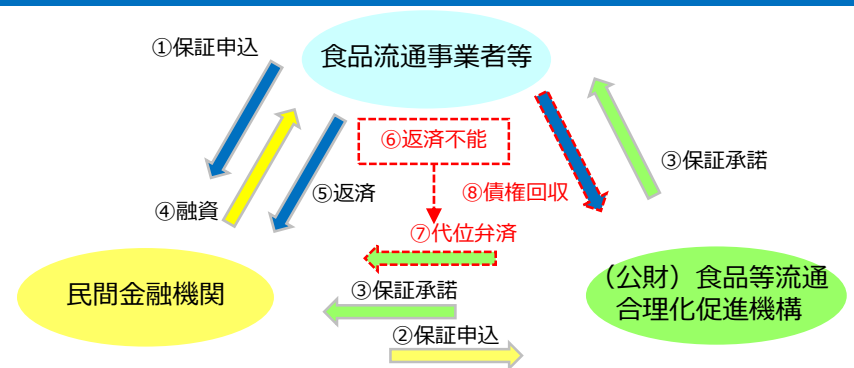 ①保証申込
食品流通事業者等
⑥返済不能
③保証承諾
④融資
⑤返済
⑧債権回収
⑦代位弁済
民間金融機関
③保証承諾
②保証申込
（公財）食品等流通
合理化促進機構